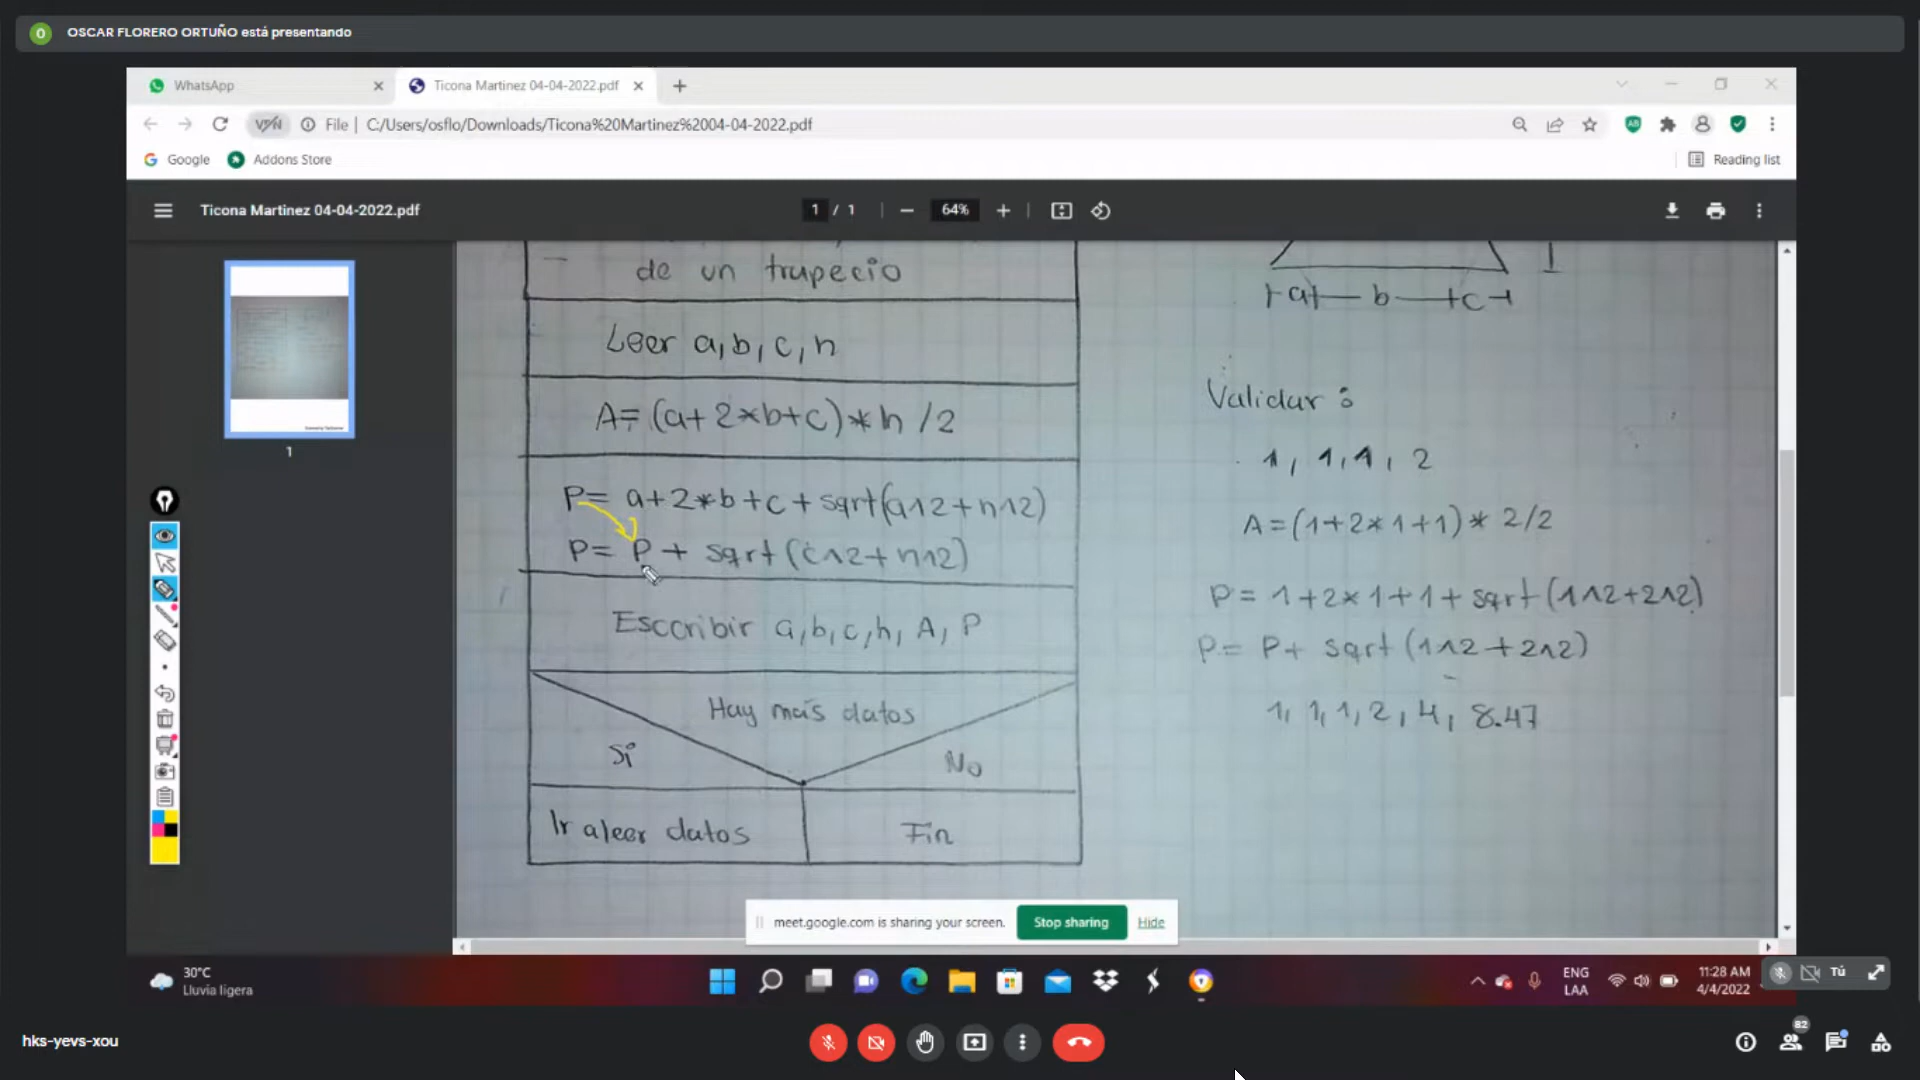 O OSCAR FLORERO ORTUÑO está presentando
WhatsApp
Ticona Martinez 04-04-2022.pdf
VPN File | C:/Users/osflo/Downloads/Ticona%20Martinez%2004-04-2022.pdf
Google Addons Store Reading list
Ticona Martinez 04-04-2022.pdf 1 / 1 64%
1
de un trapecio
Leer a, b, c, h
A= (a+2*b+c)*h /2
P= a+2*b+c+sqrt(a^2+h^2)
P= P + sqrt (c^2+h^2)
Escribir a, b, c, h, A, P
Hay más datos
Si No
Ir a leer datos Fin
a b c
Validar :
1, 1, 1, 2
A=(1+2*1+1)* 2/2
P = 1+2*1+1+sqrt(1^2+2^2)
P= P+ sqrt (1^2+2^2)
1, 1, 1, 2, 4, 8.47
meet.google.com is sharing your screen. Stop sharing Hide
30°C
Lluvia ligera
ENG
LAA
11:28 AM
4/4/2022
Tú
hks-yevs-xou
82